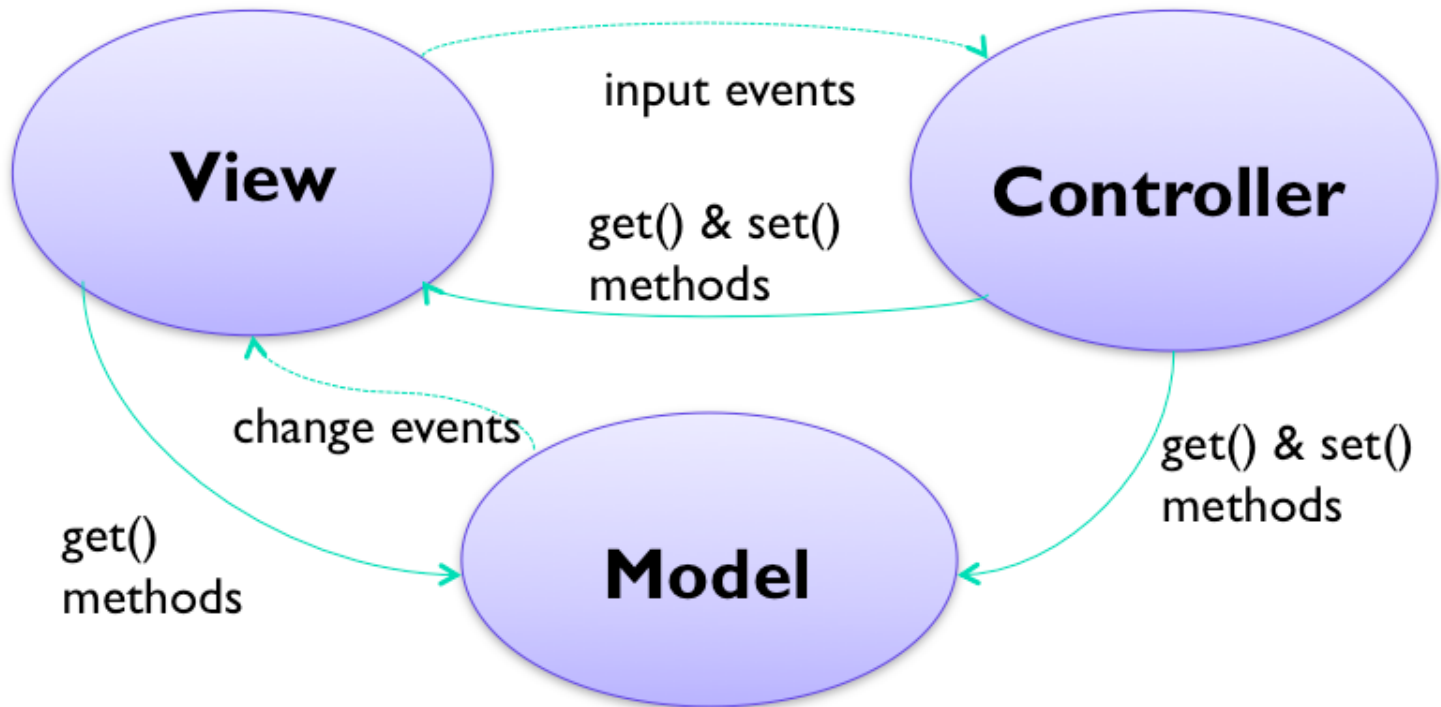 input events
View
Controller
get() & set()
methods
change events
get() & set()
methods
get()
methods
Model